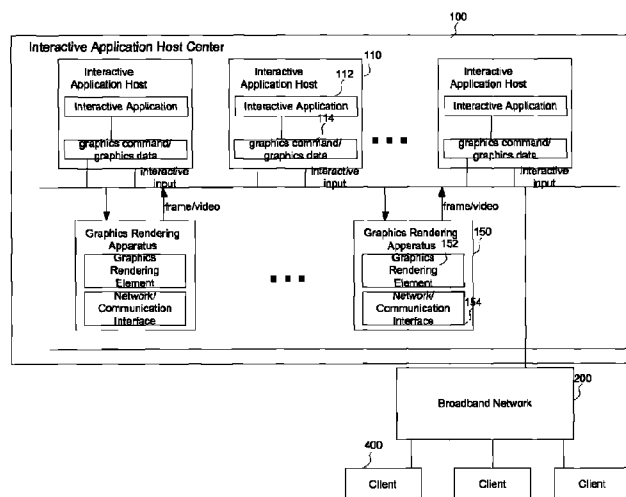 100
Interactive Application Host Center
Interactive
Application Host
Interactive Application
graphics command/
graphics data
interactive
input
110
Interactive
Application Host
112
Interactive Application
114
graphics command/
graphics data
interactive
input
Interactive
Application Host
Interactive Application
graphics command/
graphics data
interactive
input
frame/video
Graphics Rendering
Apparatus
Graphics
Rendering
Element
Network/
Communication
Interface
frame/video
150
Graphics Rendering
Apparatus
152
Graphics
Rendering
Element
154
Network/
Communication
Interface
200
Broadband Network
400
Client
Client
Client